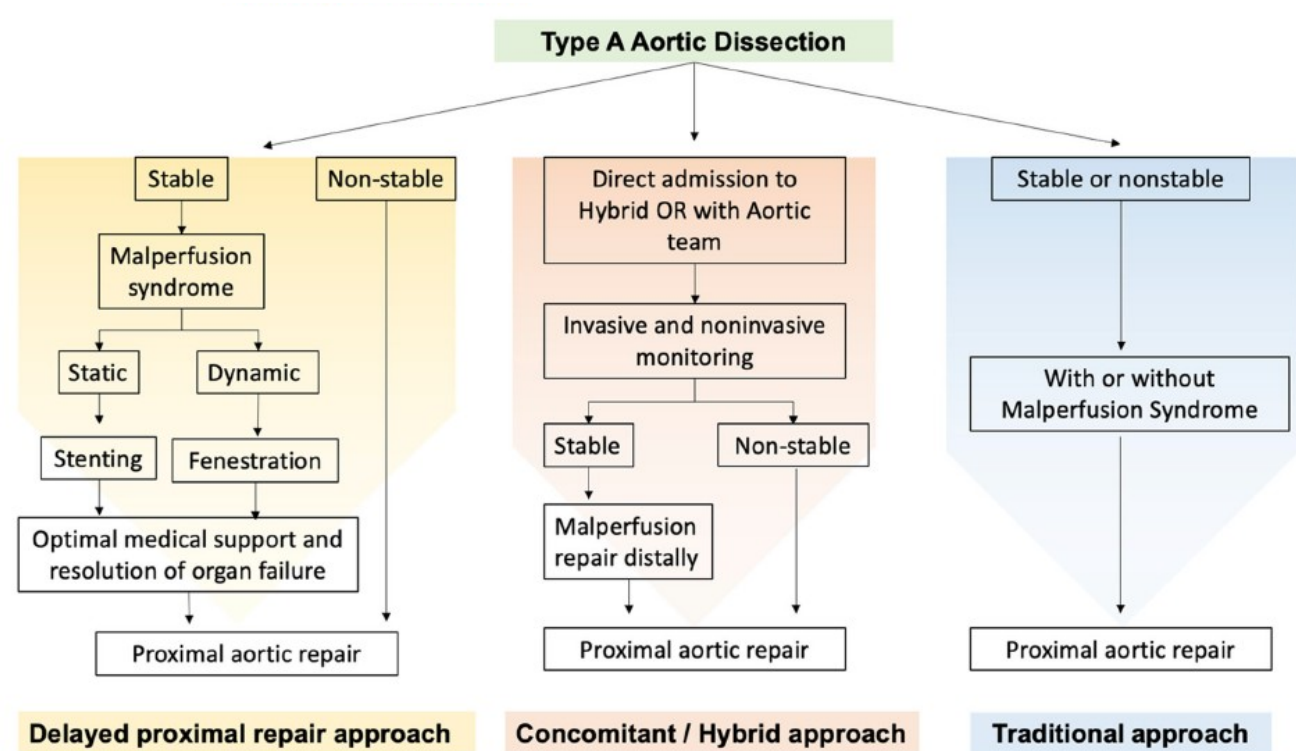 Type A Aortic Dissection
Stable
Non-stable
Malperfusion
syndrome
Static
Dynamic
Stenting
Fenestration
Optimal medical support and
resolution of organ failure
Proximal aortic repair
Delayed proximal repair approach
Direct admission to
Hybrid OR with Aortic
team
Invasive and noninvasive
monitoring
Stable
Non-stable
Malperfusion
repair distally
Proximal aortic repair
Concomitant / Hybrid approach
Stable or nonstable
With or without
Malperfusion Syndrome
Proximal aortic repair
Traditional approach